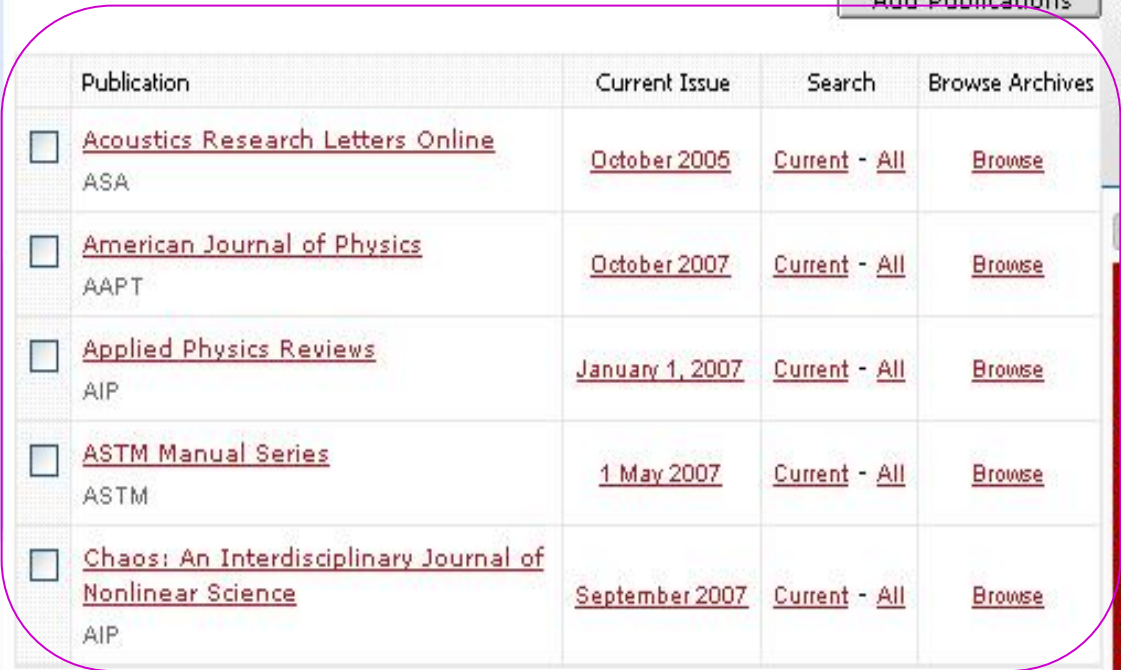 Add Publications
Publication Current Issue Search Browse Archives
Acoustics Research Letters Online
ASA
October 2005 Current - All Browse
American Journal of Physics
AAPT
October 2007 Current - All Browse
Applied Physics Reviews
AIP
January 1, 2007 Current - All Browse
ASTM Manual Series
ASTM
1 May 2007 Current - All Browse
Chaos: An Interdisciplinary Journal of
Nonlinear Science
September 2007 Current - All Browse
AIP